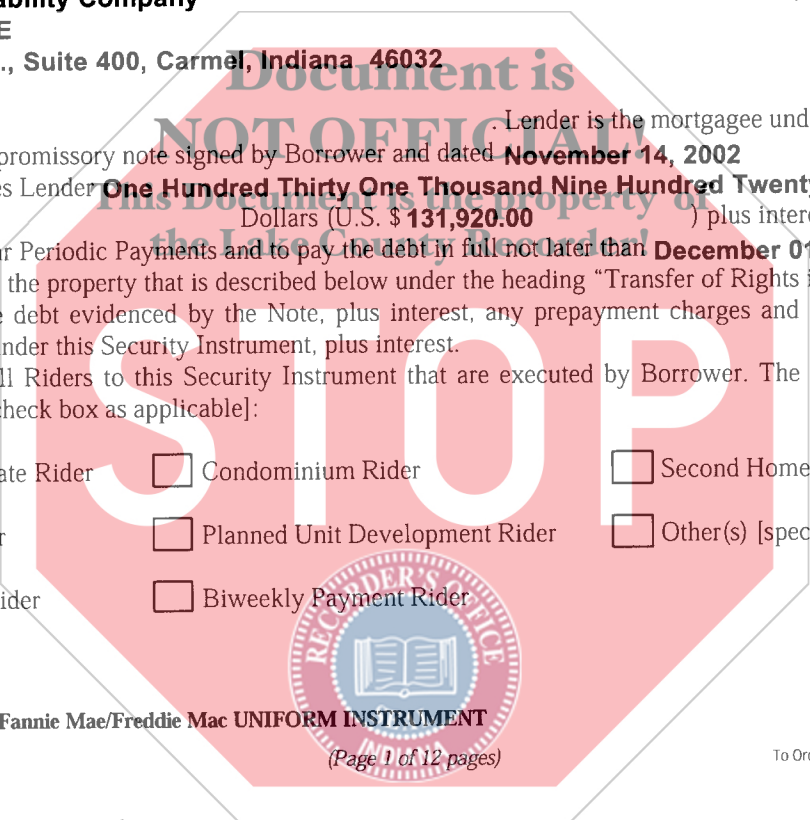 ability Company
E
., Suite 400, Carmel, Indiana 46032
Document is
. Lender is the mortgagee und
NOT OFFICIAL!
promissory note signed by Borrower and dated November 14, 2002
es Lender One Hundred Thirty One Thousand Nine Hundred Twenty
This Document is the property of
Dollars (U.S. $ 131,920.00 ) plus intere
the Lake County Recorder!
ar Periodic Payments and to pay the debt in full not later than December 01
the property that is described below under the heading “Transfer of Rights i
e debt evidenced by the Note, plus interest, any prepayment charges and
nder this Security Instrument, plus interest.
ll Riders to this Security Instrument that are executed by Borrower. The
check box as applicable]:
STOP
ate Rider Condominium Rider Second Home
r Planned Unit Development Rider Other(s) [spec
ider Biweekly Payment Rider
RECORDER'S OFFICE
INDIANA
Fannie Mae/Freddie Mac UNIFORM INSTRUMENT
(Page 1 of 12 pages)
To Ord